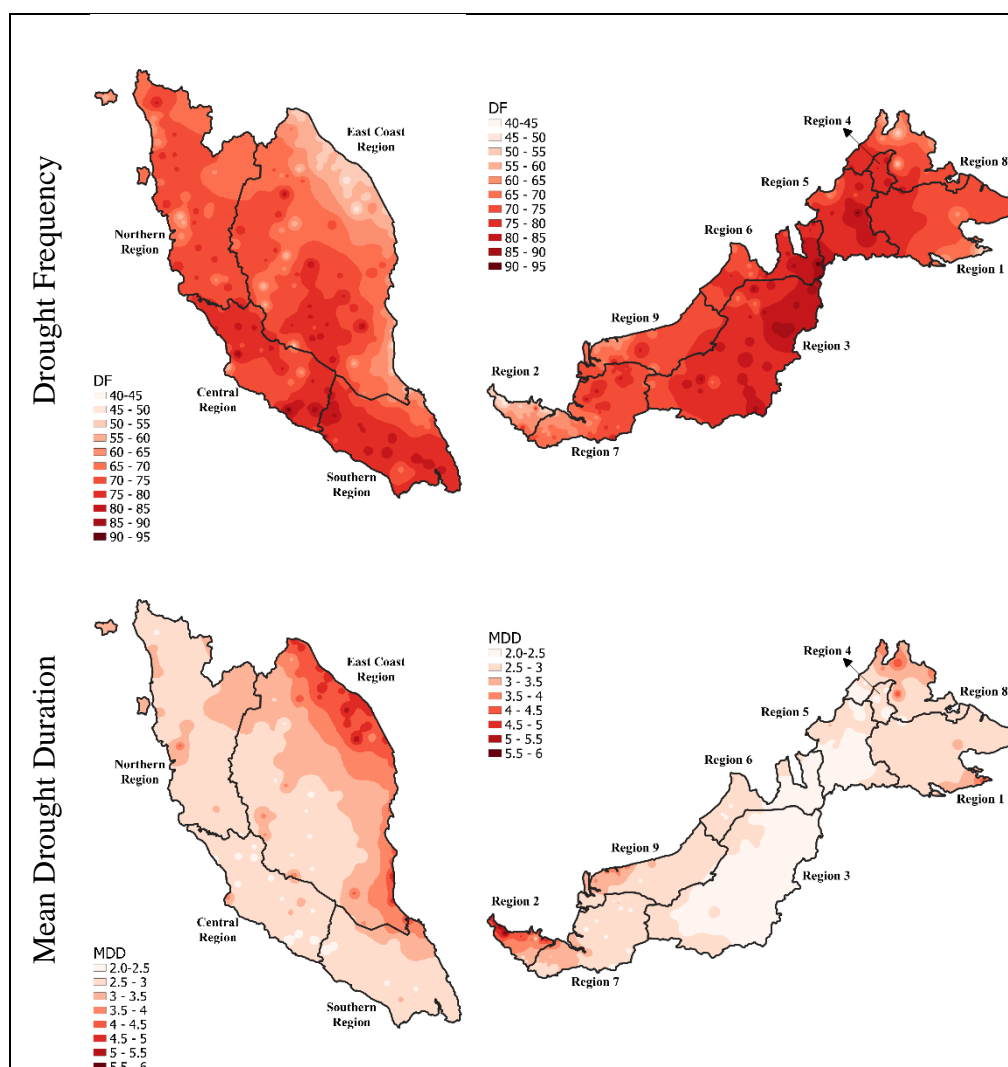 Drought Frequency
East Coast
Region
Northern
Region
Central
Region
Southern
Region
DF
40-45
45 - 50
50 - 55
55 - 60
60 - 65
65 - 70
70 - 75
75 - 80
80 - 85
85 - 90
90 - 95
DF
40-45
45 - 50
50 - 55
55 - 60
60 - 65
65 - 70
70 - 75
75 - 80
80 - 85
85 - 90
90 - 95
Region 4
Region 8
Region 5
Region 6
Region 1
Region 9
Region 3
Region 2
Region 7
Mean Drought Duration
East Coast
Region
Northern
Region
Central
Region
Southern
Region
MDD
2.0-2.5
2.5 - 3
3 - 3.5
3.5 - 4
4 - 4.5
4.5 - 5
5 - 5.5
5.5 - 6
MDD
2.0-2.5
2.5 - 3
3 - 3.5
3.5 - 4
4 - 4.5
4.5 - 5
5 - 5.5
5.5 - 6
Region 4
Region 8
Region 5
Region 6
Region 1
Region 9
Region 3
Region 2
Region 7